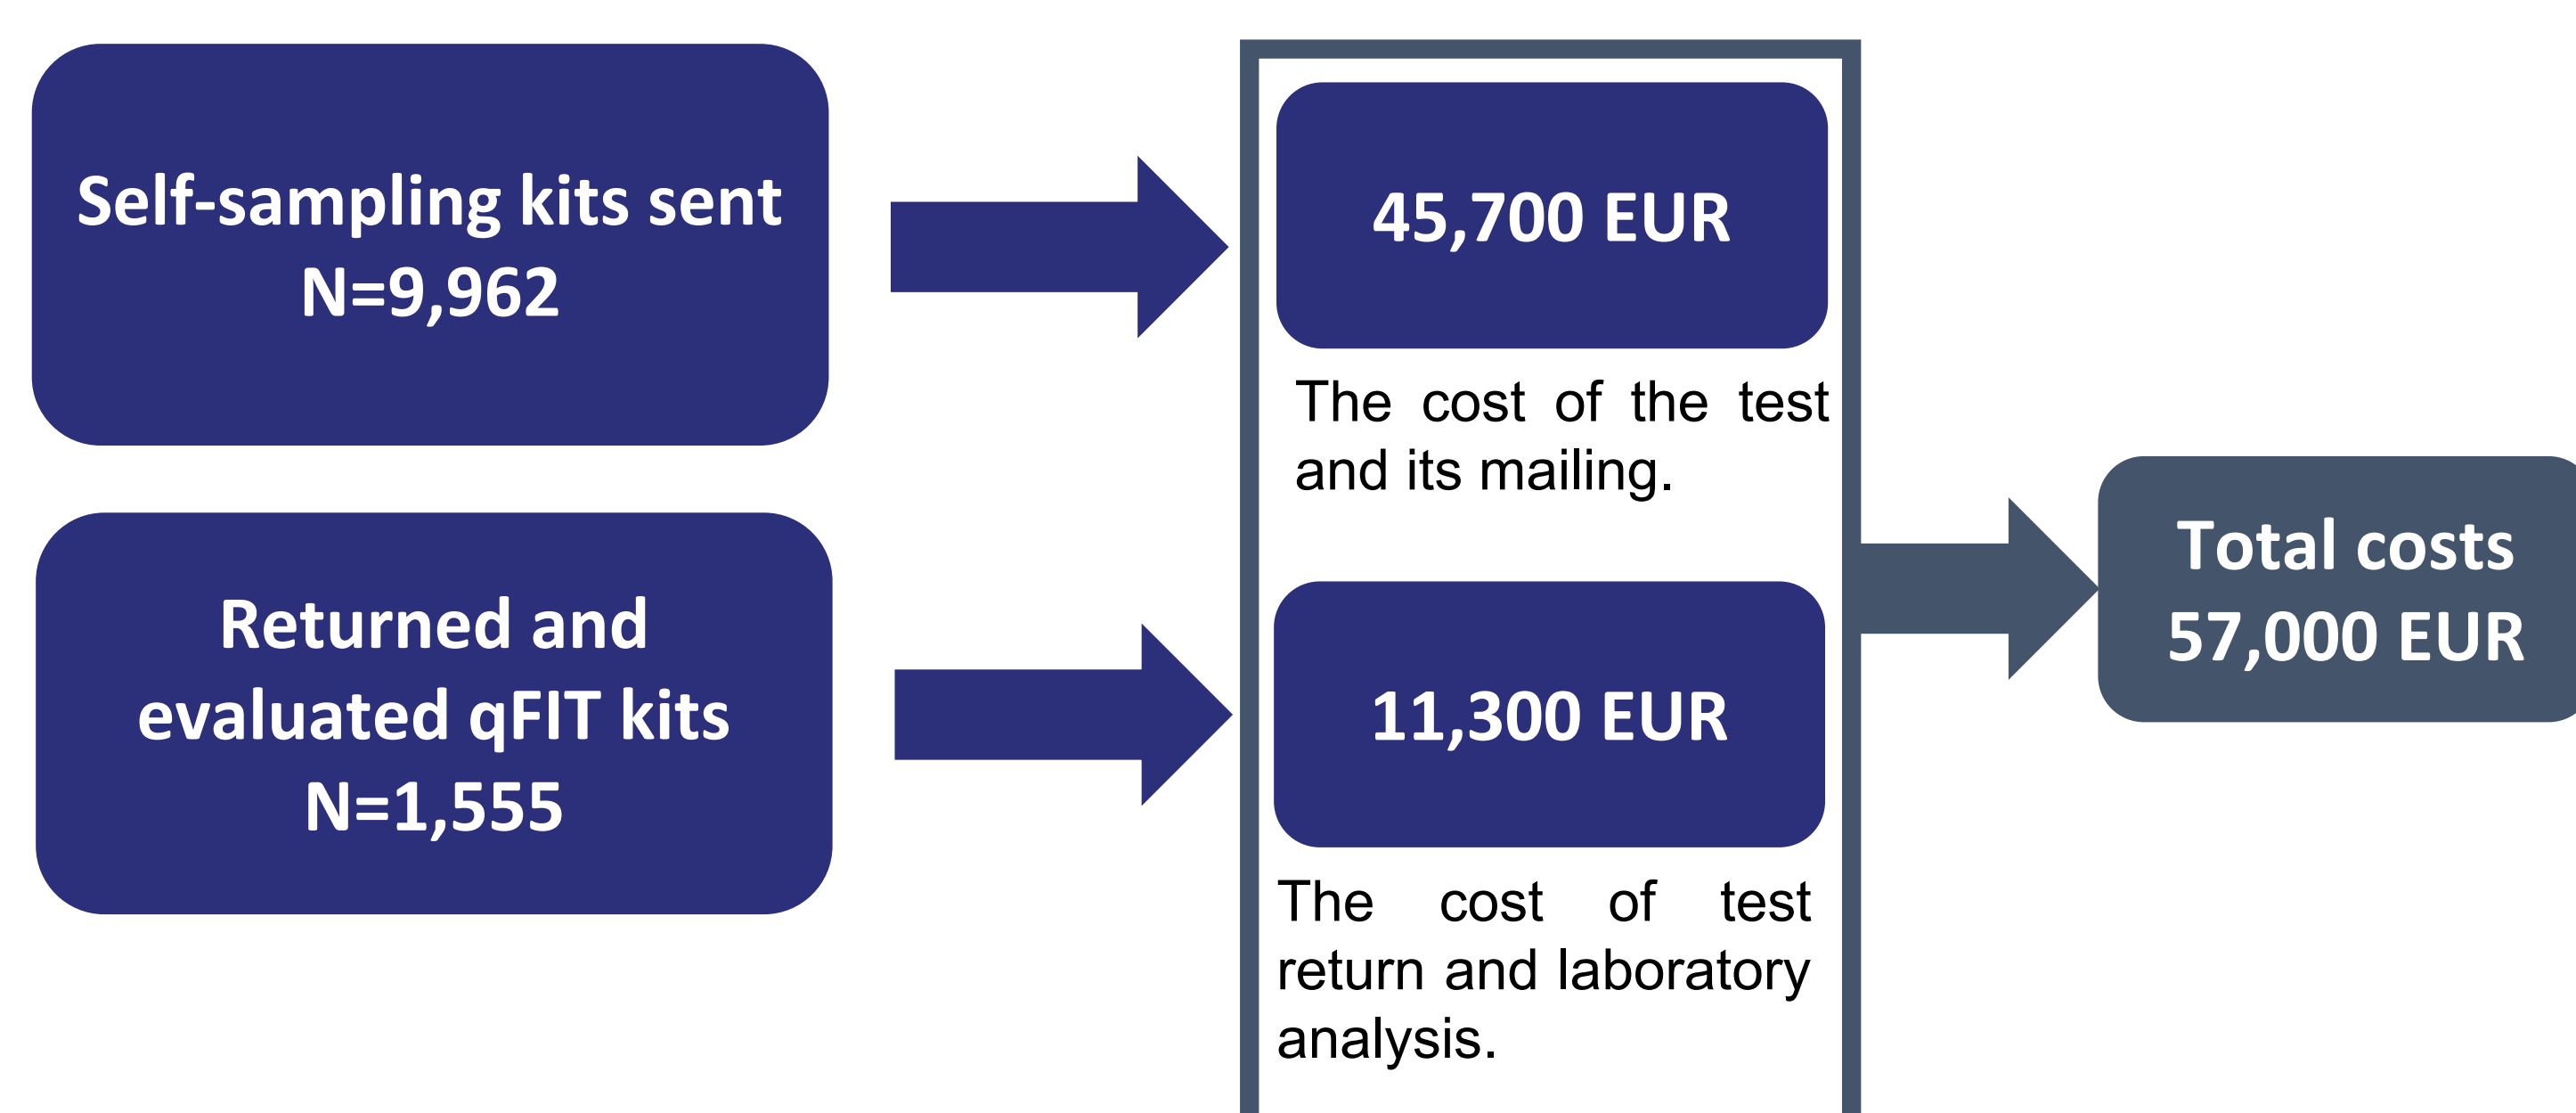 Self-sampling kits sent
N=9,962
45,700 EUR
The cost of the test
and its mailing.
Returned and
evaluated qFIT kits
N=1,555
11,300 EUR
The cost of test
return and laboratory
analysis.
Total costs
57,000 EUR